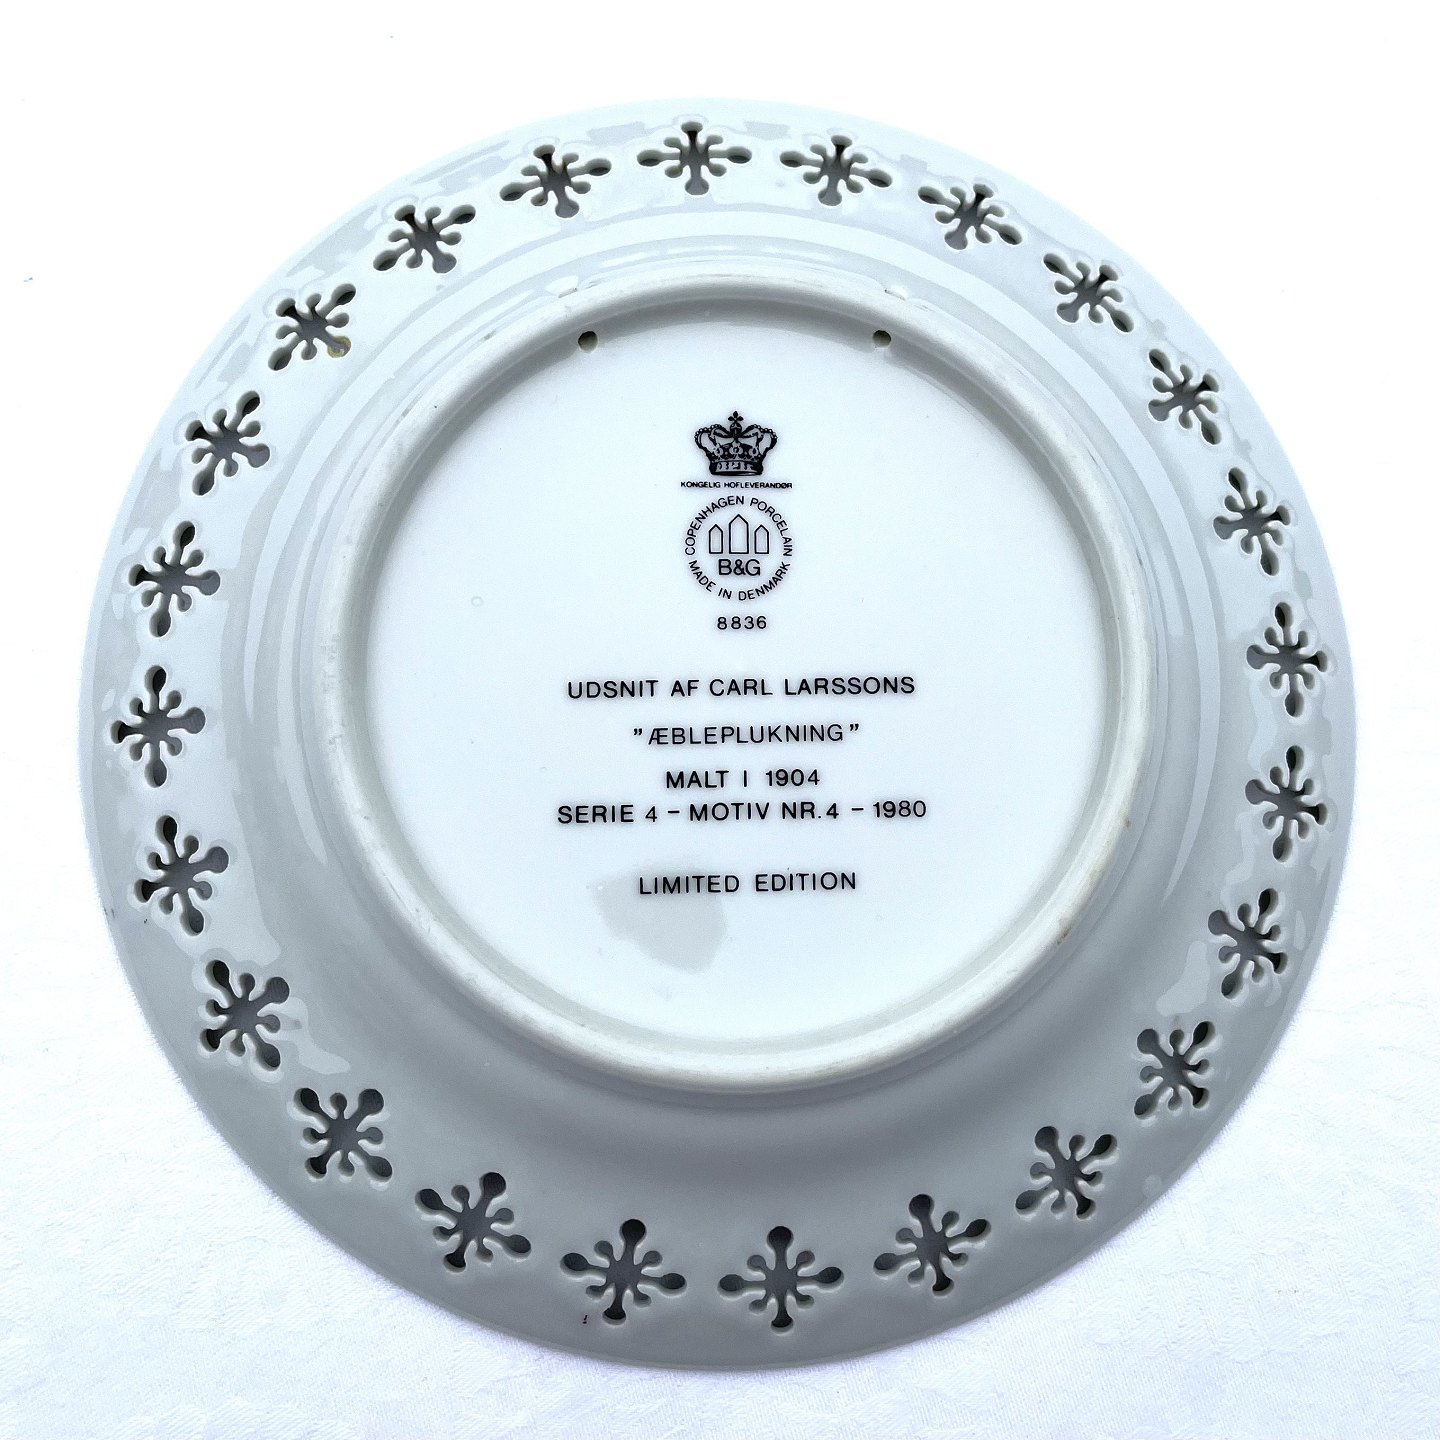 KONGELIG HOFLEVERANDØR
COPENHAGEN PORCELAIN
B&G
MADE IN DENMARK
8836
UDSNIT AF CARL LARSSONS
"ÆBLEPLUKNING"
MALT I 1904
SERIE 4 – MOTIV NR. 4 – 1980
LIMITED EDITION